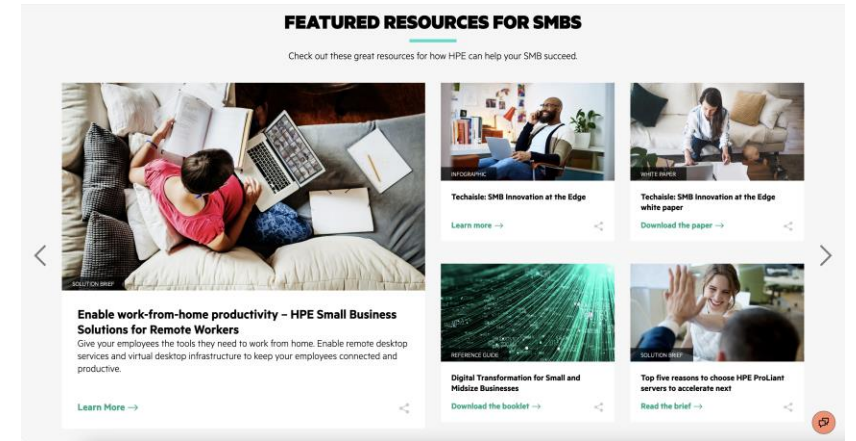 FEATURED RESOURCES FOR SMBS
Check out these great resources for how HPE can help your SMB succeed.
SOLUTION BRIEF
Enable work-from-home productivity – HPE Small Business
Solutions for Remote Workers
Give your employees the tools they need to work from home. Enable remote desktop
services and virtual desktop infrastructure to keep your employees connected and
productive.
Learn More →
INFOGRAPHIC
Techaisle: SMB Innovation at the Edge
Learn more →
WHITE PAPER
Techaisle: SMB Innovation at the Edge
white paper
Download the paper →
REFERENCE GUIDE
Digital Transformation for Small and
Midsize Businesses
Download the booklet →
SOLUTION BRIEF
Top five reasons to choose HPE ProLiant
servers to accelerate next
Read the brief →